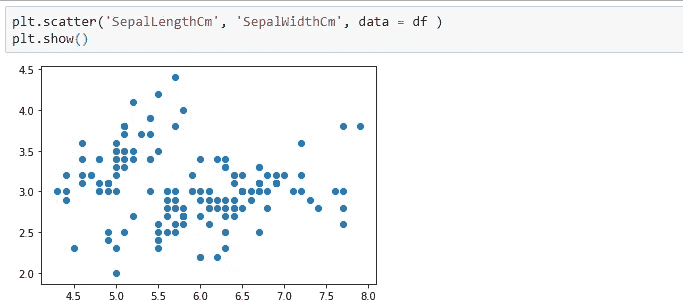 plt.scatter('SepalLengthCm', 'SepalWidthCm', data = df )
plt.show()
4.5
4.0
3.5
3.0
2.5
2.0
4.5 5.0 5.5 6.0 6.5 7.0 7.5 8.0